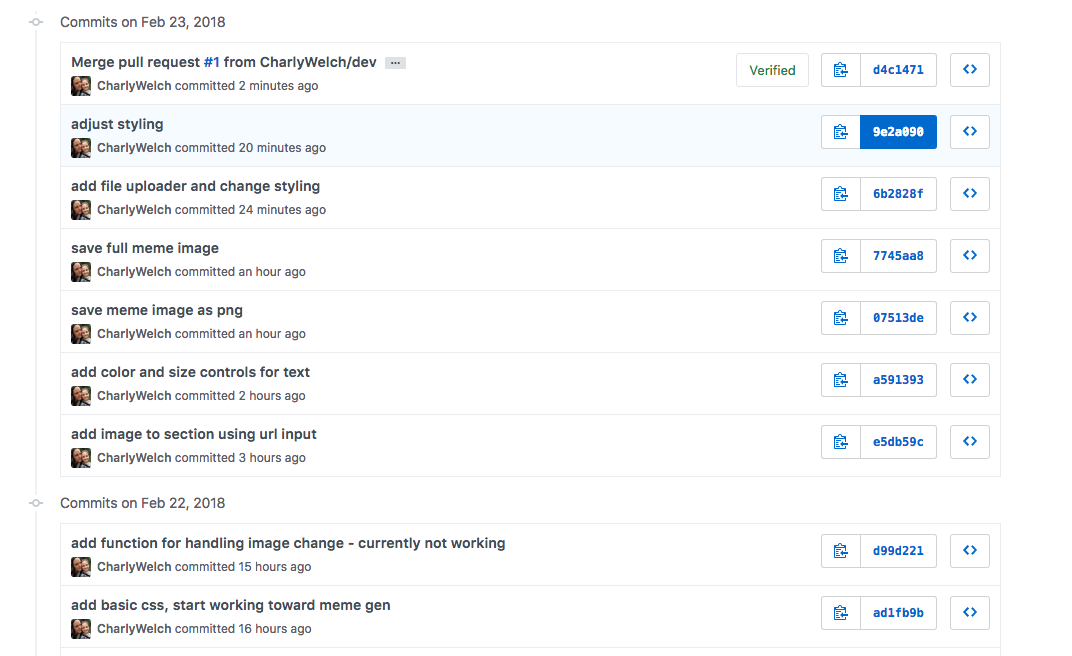 Commits on Feb 23, 2018
Merge pull request #1 from CharlyWelch/dev ...
CharlyWelch committed 2 minutes ago
Verified
d4c1471
adjust styling
CharlyWelch committed 20 minutes ago
9e2a090
add file uploader and change styling
CharlyWelch committed 24 minutes ago
6b2828f
save full meme image
CharlyWelch committed an hour ago
7745aa8
save meme image as png
CharlyWelch committed an hour ago
07513de
add color and size controls for text
CharlyWelch committed 2 hours ago
a591393
add image to section using url input
CharlyWelch committed 3 hours ago
e5db59c
Commits on Feb 22, 2018
add function for handling image change - currently not working
CharlyWelch committed 15 hours ago
d99d221
add basic css, start working toward meme gen
CharlyWelch committed 16 hours ago
ad1fb9b